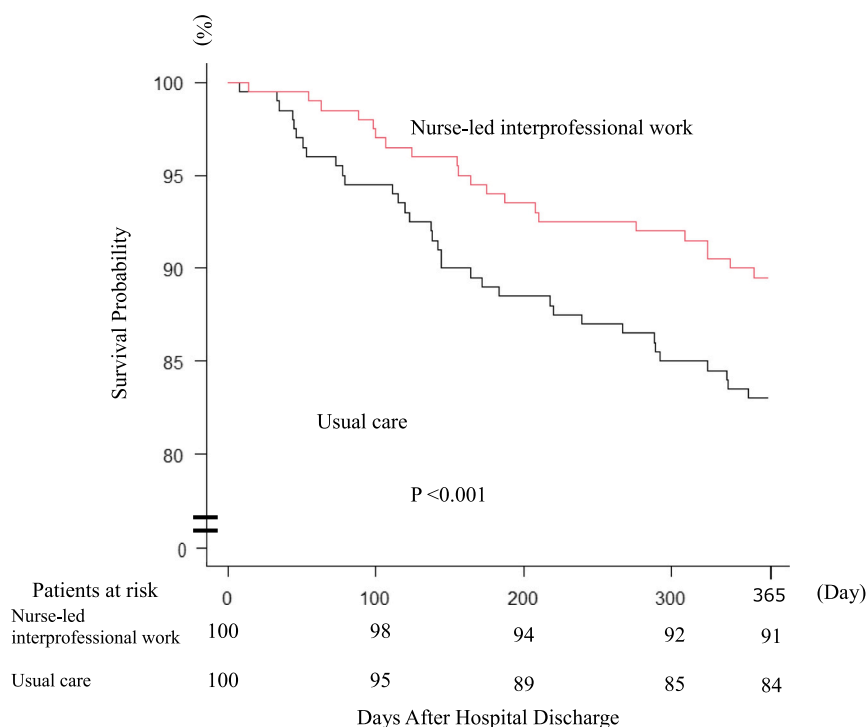 (%)
100
Nurse-led interprofessional work
95
90
Survival Probability
85
Usual care
80
P <0.001
0
Patients at risk
0 100 200 300 365 (Day)
Nurse-led
interprofessional work
100 98 94 92 91
Usual care 100 95 89 85 84
Days After Hospital Discharge